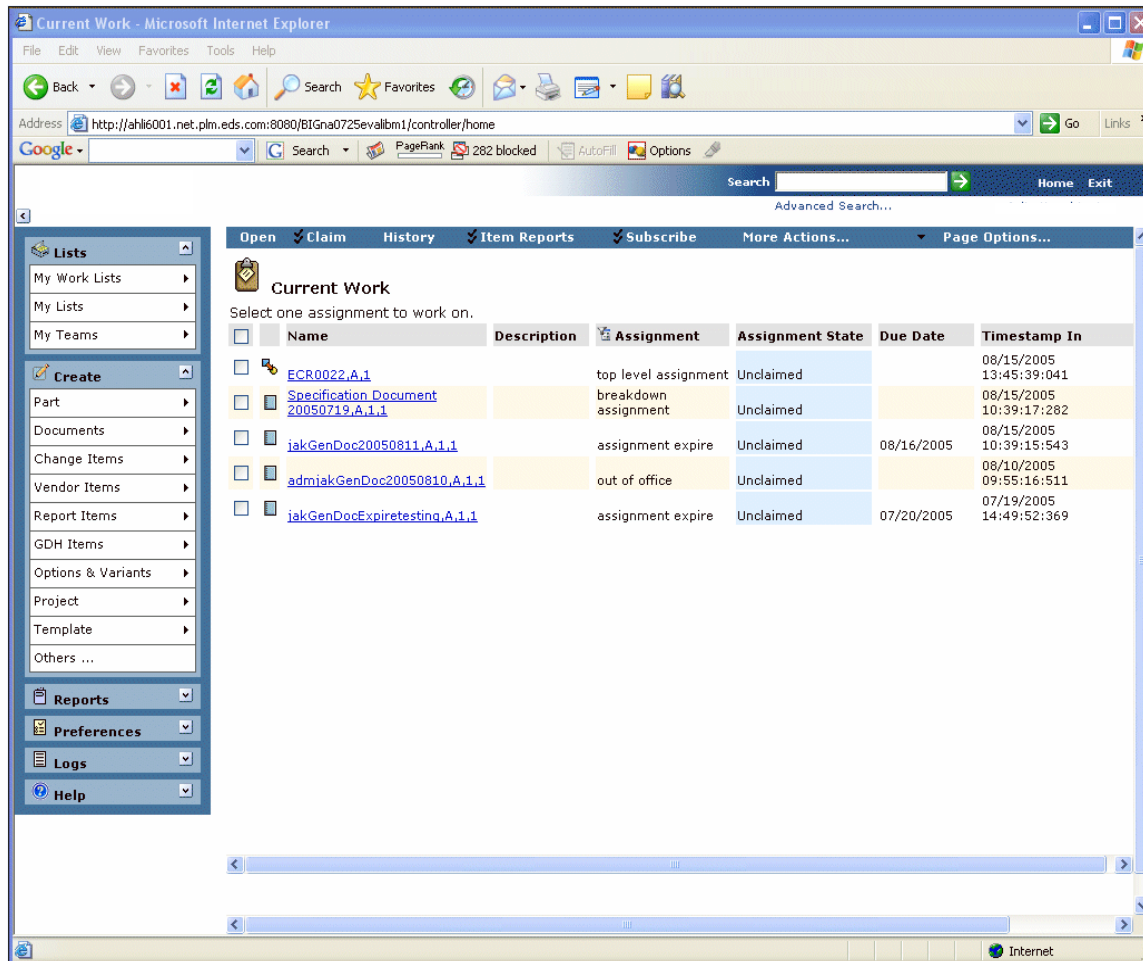 Current Work - Microsoft Internet Explorer
File Edit View Favorites Tools Help
Back Search Favorites
Address http://ahli6001.net.plm.eds.com:8080/BIGna0725evalibm1/controller/home Go Links
Google Search PageRank 282 blocked AutoFill Options
Search Home Exit
Advanced Search...
Lists
My Work Lists
My Lists
My Teams
Create
Part
Documents
Change Items
Vendor Items
Report Items
GDH Items
Options & Variants
Project
Template
Others ...
Reports
Preferences
Logs
Help
Open Claim History Item Reports Subscribe More Actions... Page Options...
Current Work
Select one assignment to work on.
Name Description Assignment Assignment State Due Date Timestamp In
ECR0022,A,1 top level assignment Unclaimed 08/15/2005
13:45:39:041
Specification Document breakdown 08/15/2005
20050719,A,1,1 assignment Unclaimed 10:39:17:282
jakGenDoc20050811,A,1,1 assignment expire Unclaimed 08/16/2005 08/15/2005
10:39:15:543
admjakGenDoc20050810,A,1,1 out of office Unclaimed 08/10/2005
09:55:16:511
jakGenDocExpiretesting,A,1,1 assignment expire Unclaimed 07/20/2005 07/19/2005
14:49:52:369
Internet